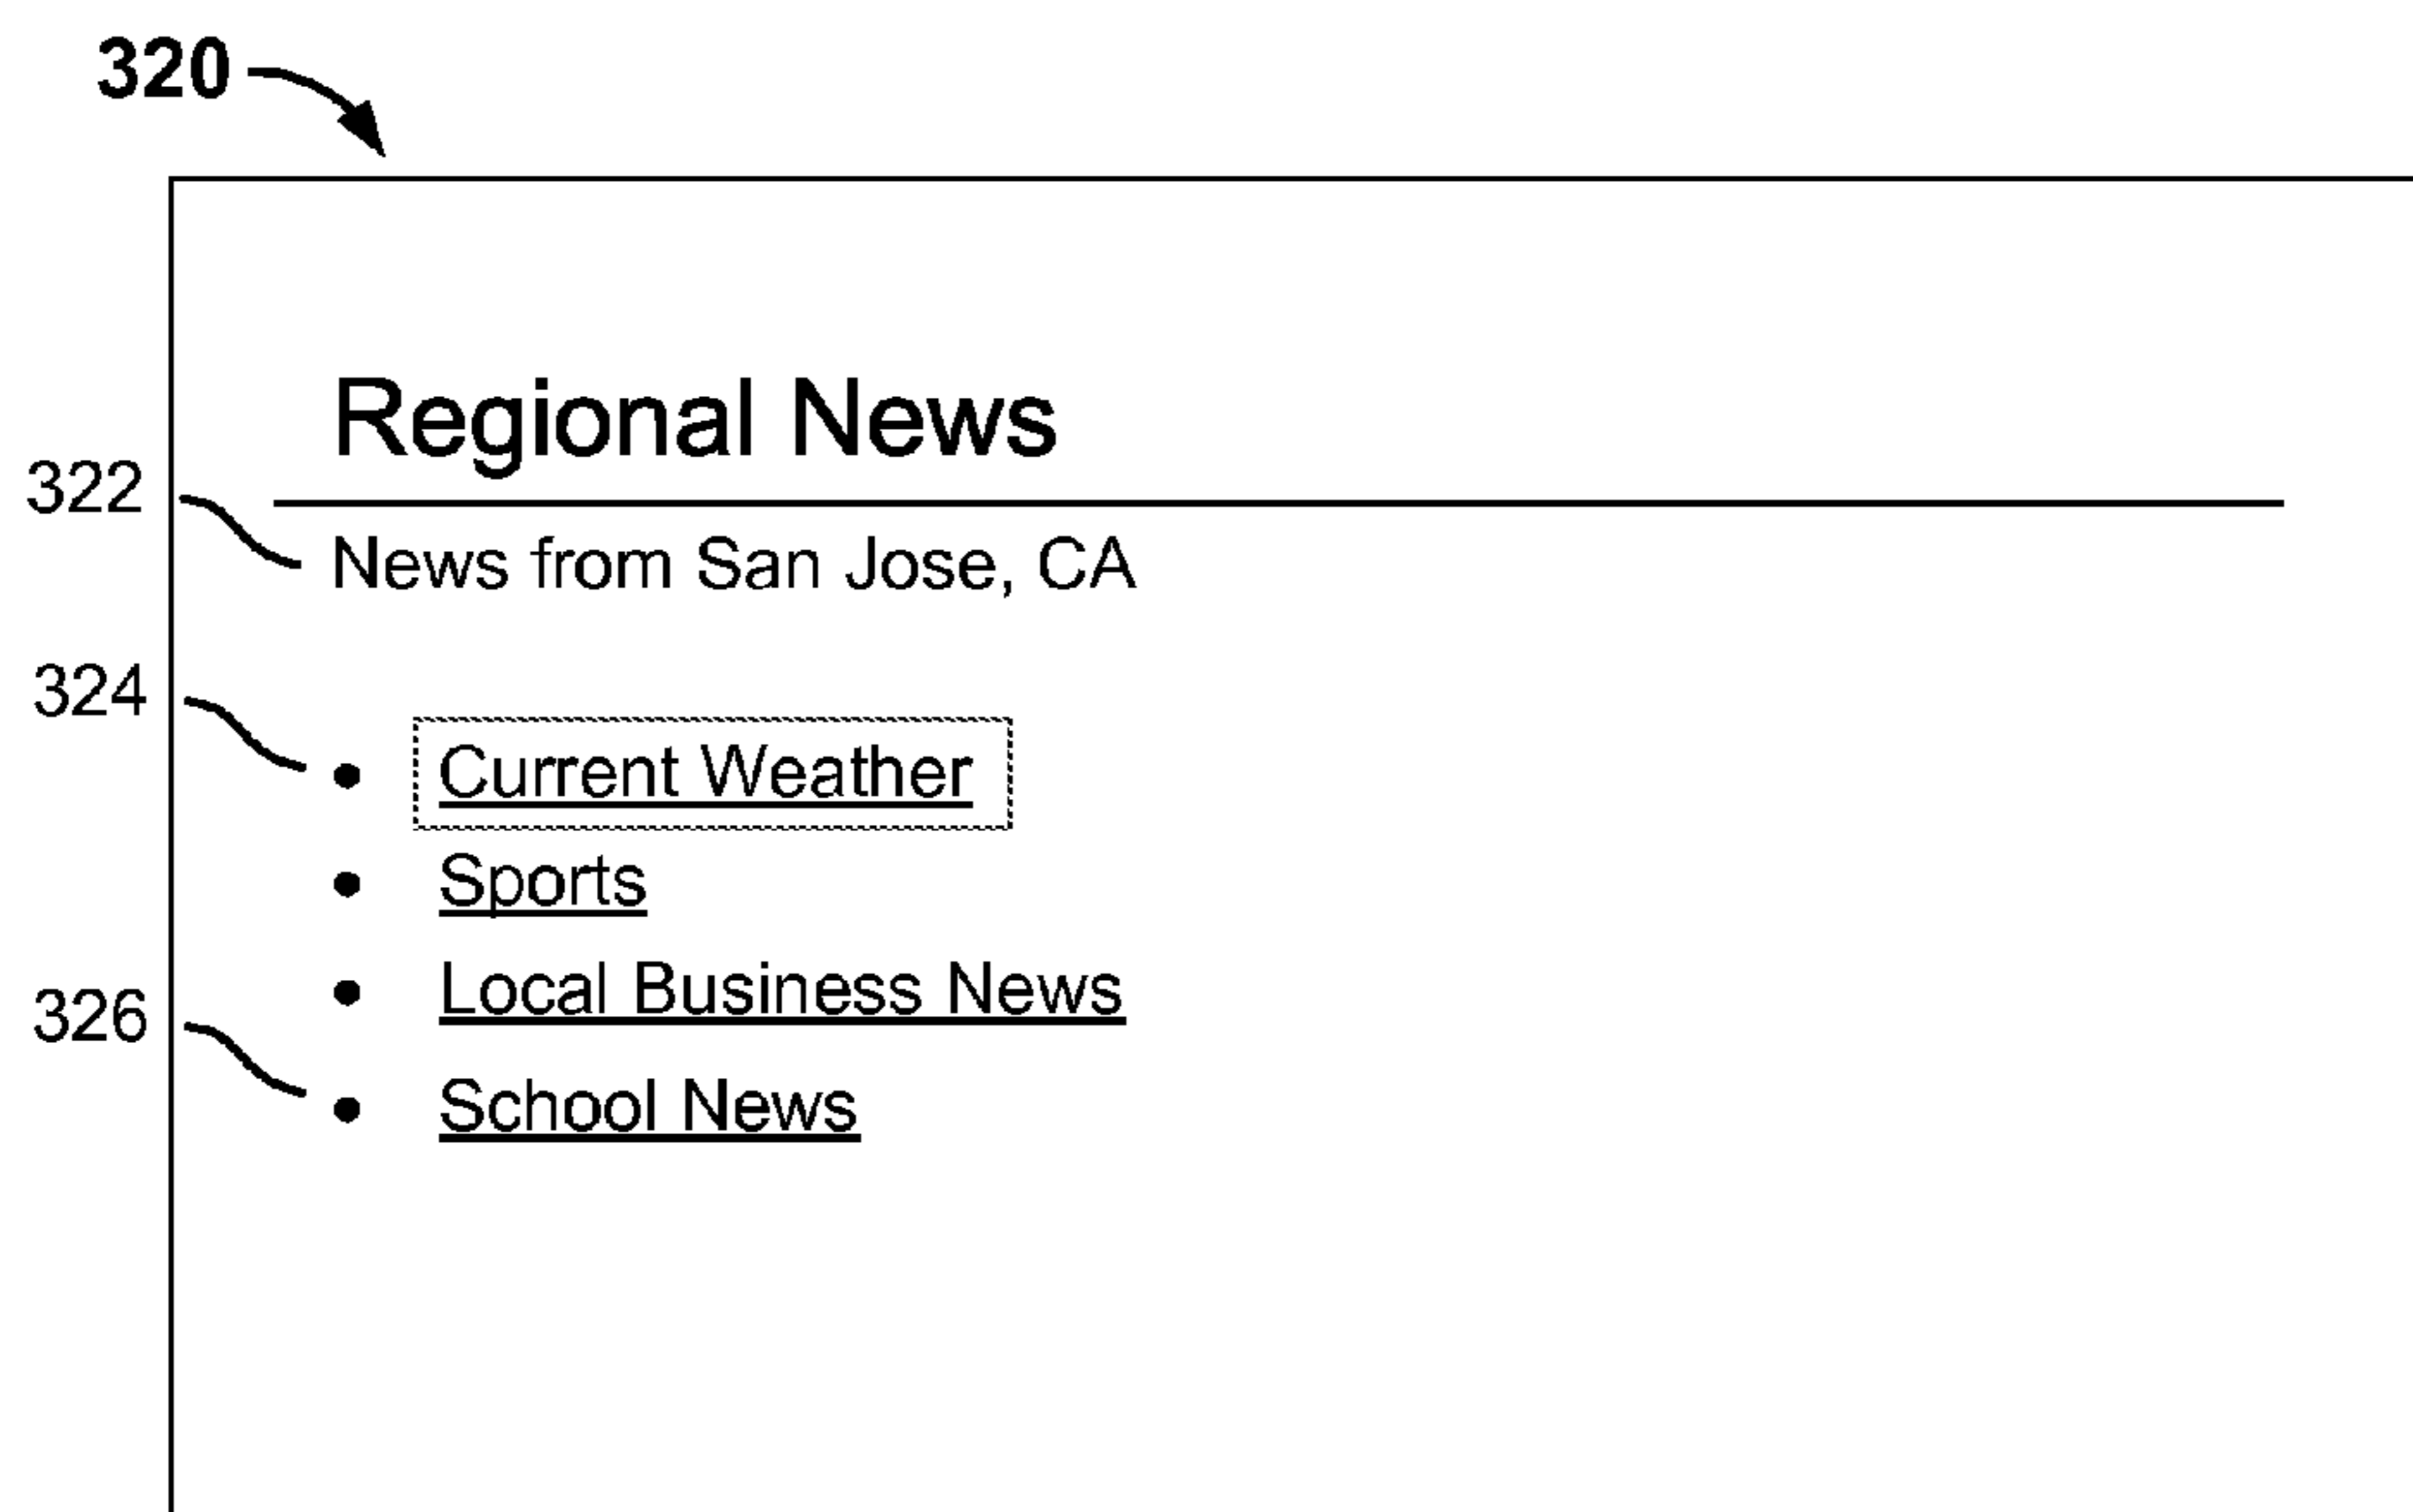 320
Regional News
322
News from San Jose, CA
324
• Current Weather
• Sports
• Local Business News
326
• School News